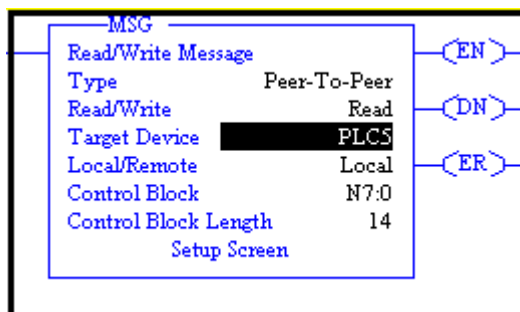 MSG
Read/Write Message
EN
Type Peer-To-Peer
Read/Write Read
DN
Target Device PLC5
Local/Remote Local
ER
Control Block N7:0
Control Block Length 14
Setup Screen